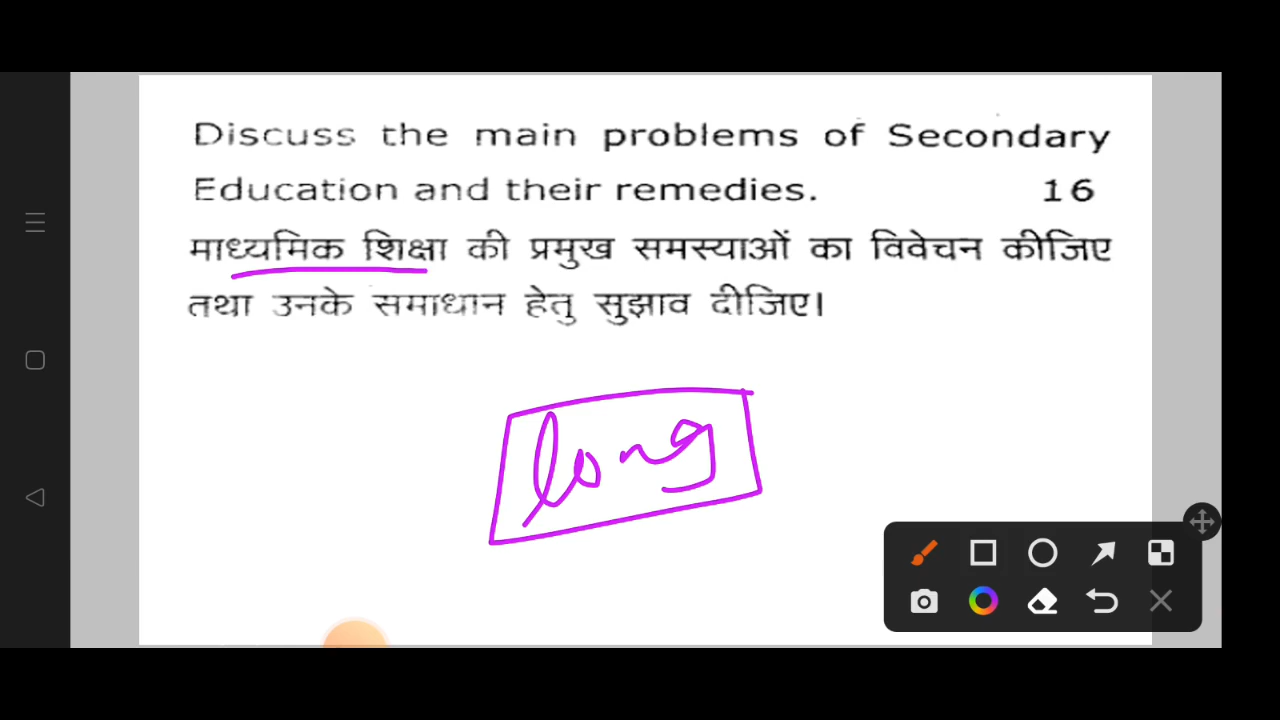 Discuss the main problems of Secondary
Education and their remedies. 16
माध्यमिक शिक्षा की प्रमुख समस्याओं का विवेचन कीजिए
तथा उनके समाधान हेतु सुझाव दीजिए।
long